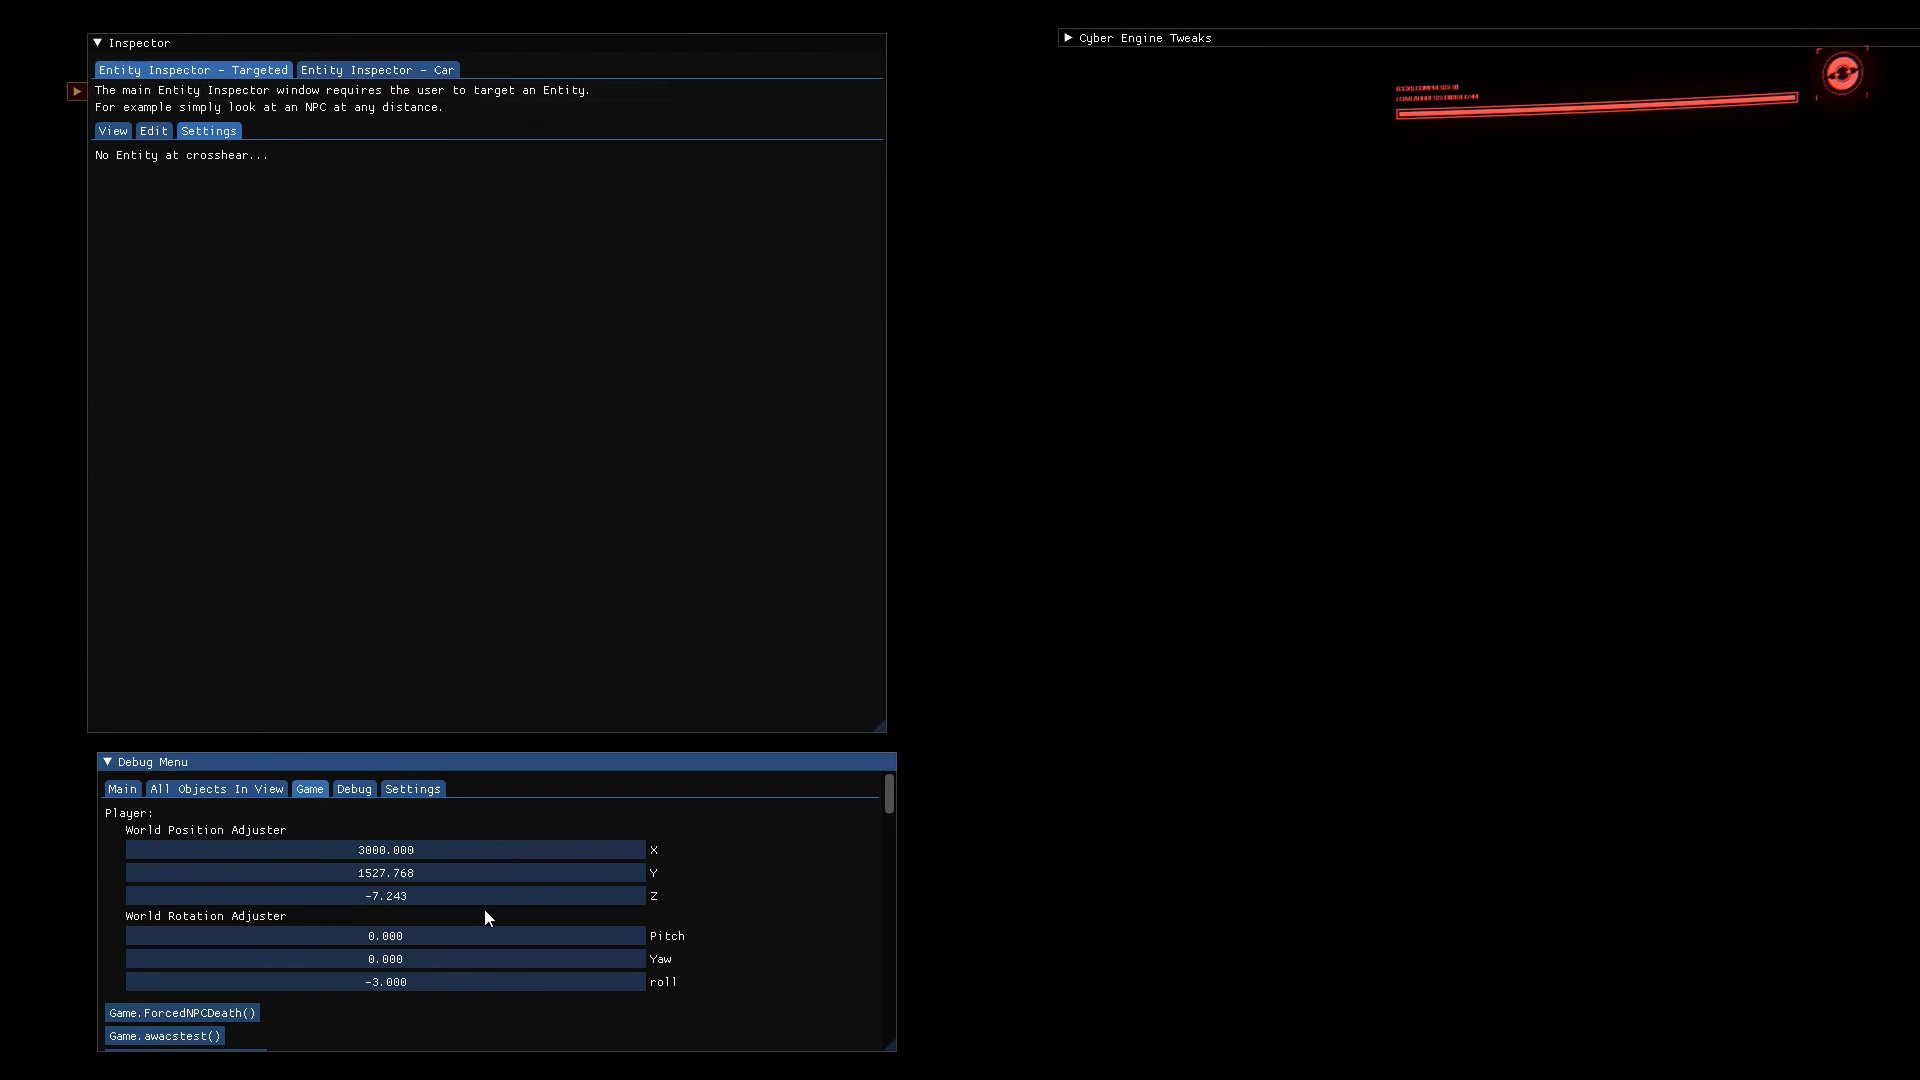 Inspector
Entity Inspector - Targeted Entity Inspector - Car
The main Entity Inspector window requires the user to target an Entity.
For example simply look at an NPC at any distance.
View Edit Settings
No Entity at crosshear...
Cyber Engine Tweaks
Debug Menu
Main All Objects In View Game Debug Settings
Player:
World Position Adjuster
3000.000 X
1527.768 Y
-7.243 Z
World Rotation Adjuster
0.000 Pitch
0.000 Yaw
-3.000 roll
Game.ForcedNPCDeath()
Game.awacstest()